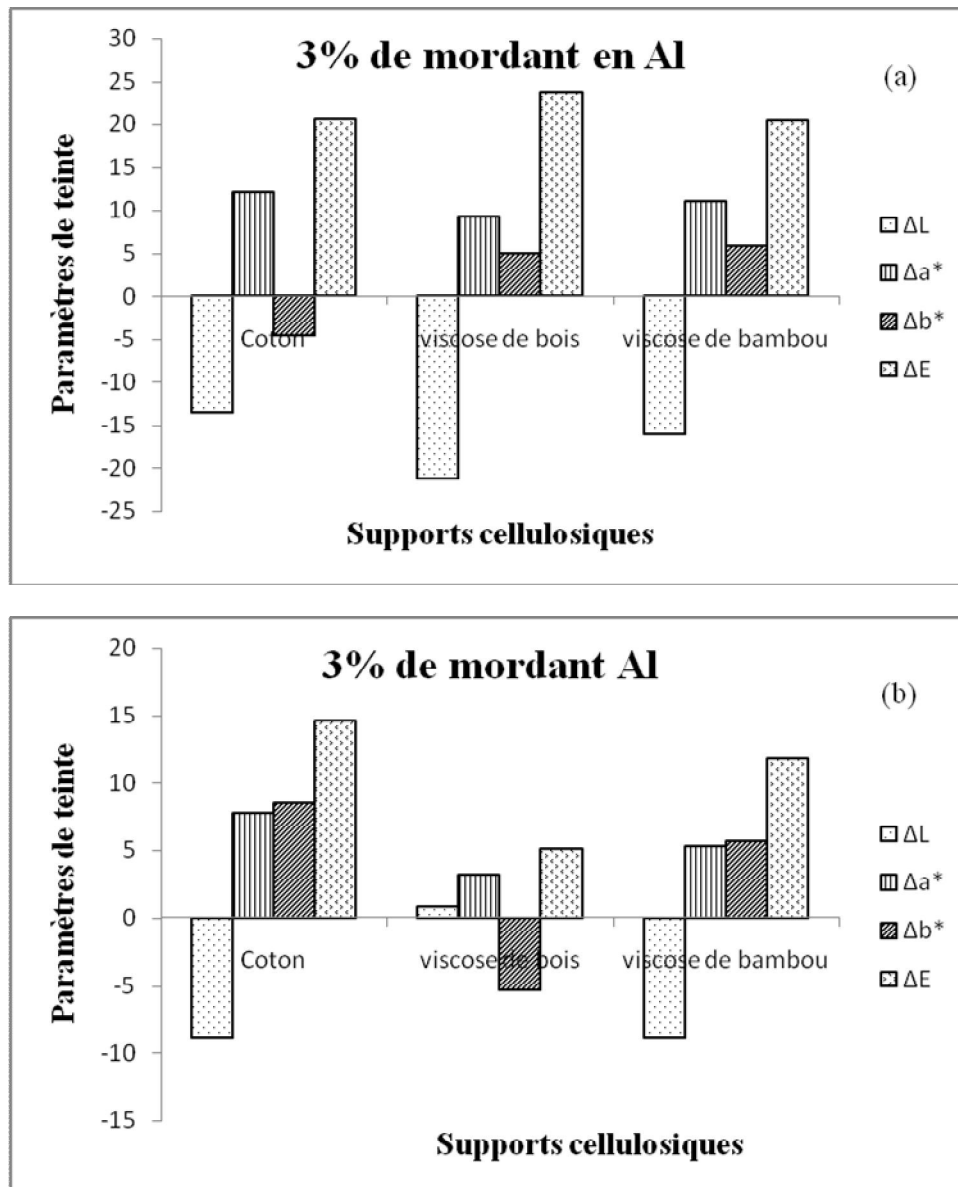 3% de mordant en Al
(a)
Paramètres de teinte
30
25
20
15
10
5
0
-5
-10
-15
-20
-25
Coton
viscose de bois
viscose de bambou
Supports cellulosiques
ΔL
Δa*
Δb*
ΔE
3% de mordant Al
(b)
Paramètres de teinte
20
15
10
5
0
-5
-10
-15
Coton
viscose de bois
viscose de bambou
Supports cellulosiques
ΔL
Δa*
Δb*
ΔE